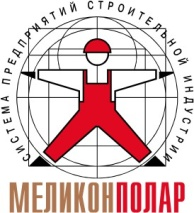 СИСТЕМА ПРЕДПРИЯТИЙ СТРОИТЕЛЬНОЙ ИНДУСТРИИ
МЕЛИКОНПОЛАР